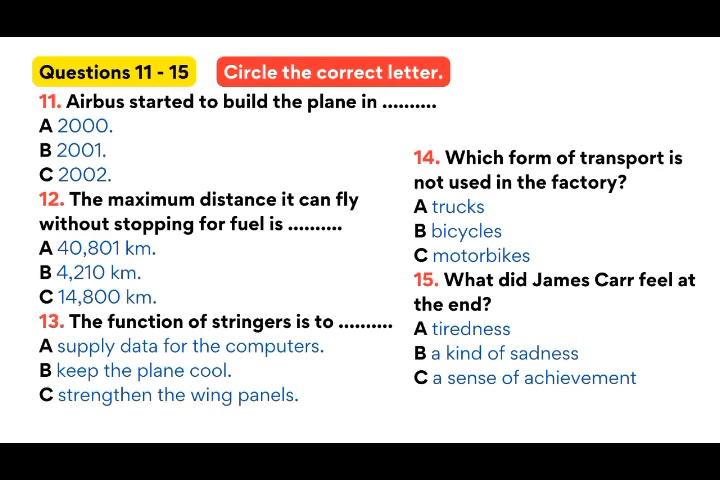 Questions 11 - 15
Circle the correct letter.
11. Airbus started to build the plane in ..........
A 2000.
B 2001.
C 2002.
12. The maximum distance it can fly
without stopping for fuel is ..........
A 40,801 km.
B 4,210 km.
C 14,800 km.
13. The function of stringers is to ..........
A supply data for the computers.
B keep the plane cool.
C strengthen the wing panels.
14. Which form of transport is
not used in the factory?
A trucks
B bicycles
C motorbikes
15. What did James Carr feel at
the end?
A tiredness
B a kind of sadness
C a sense of achievement